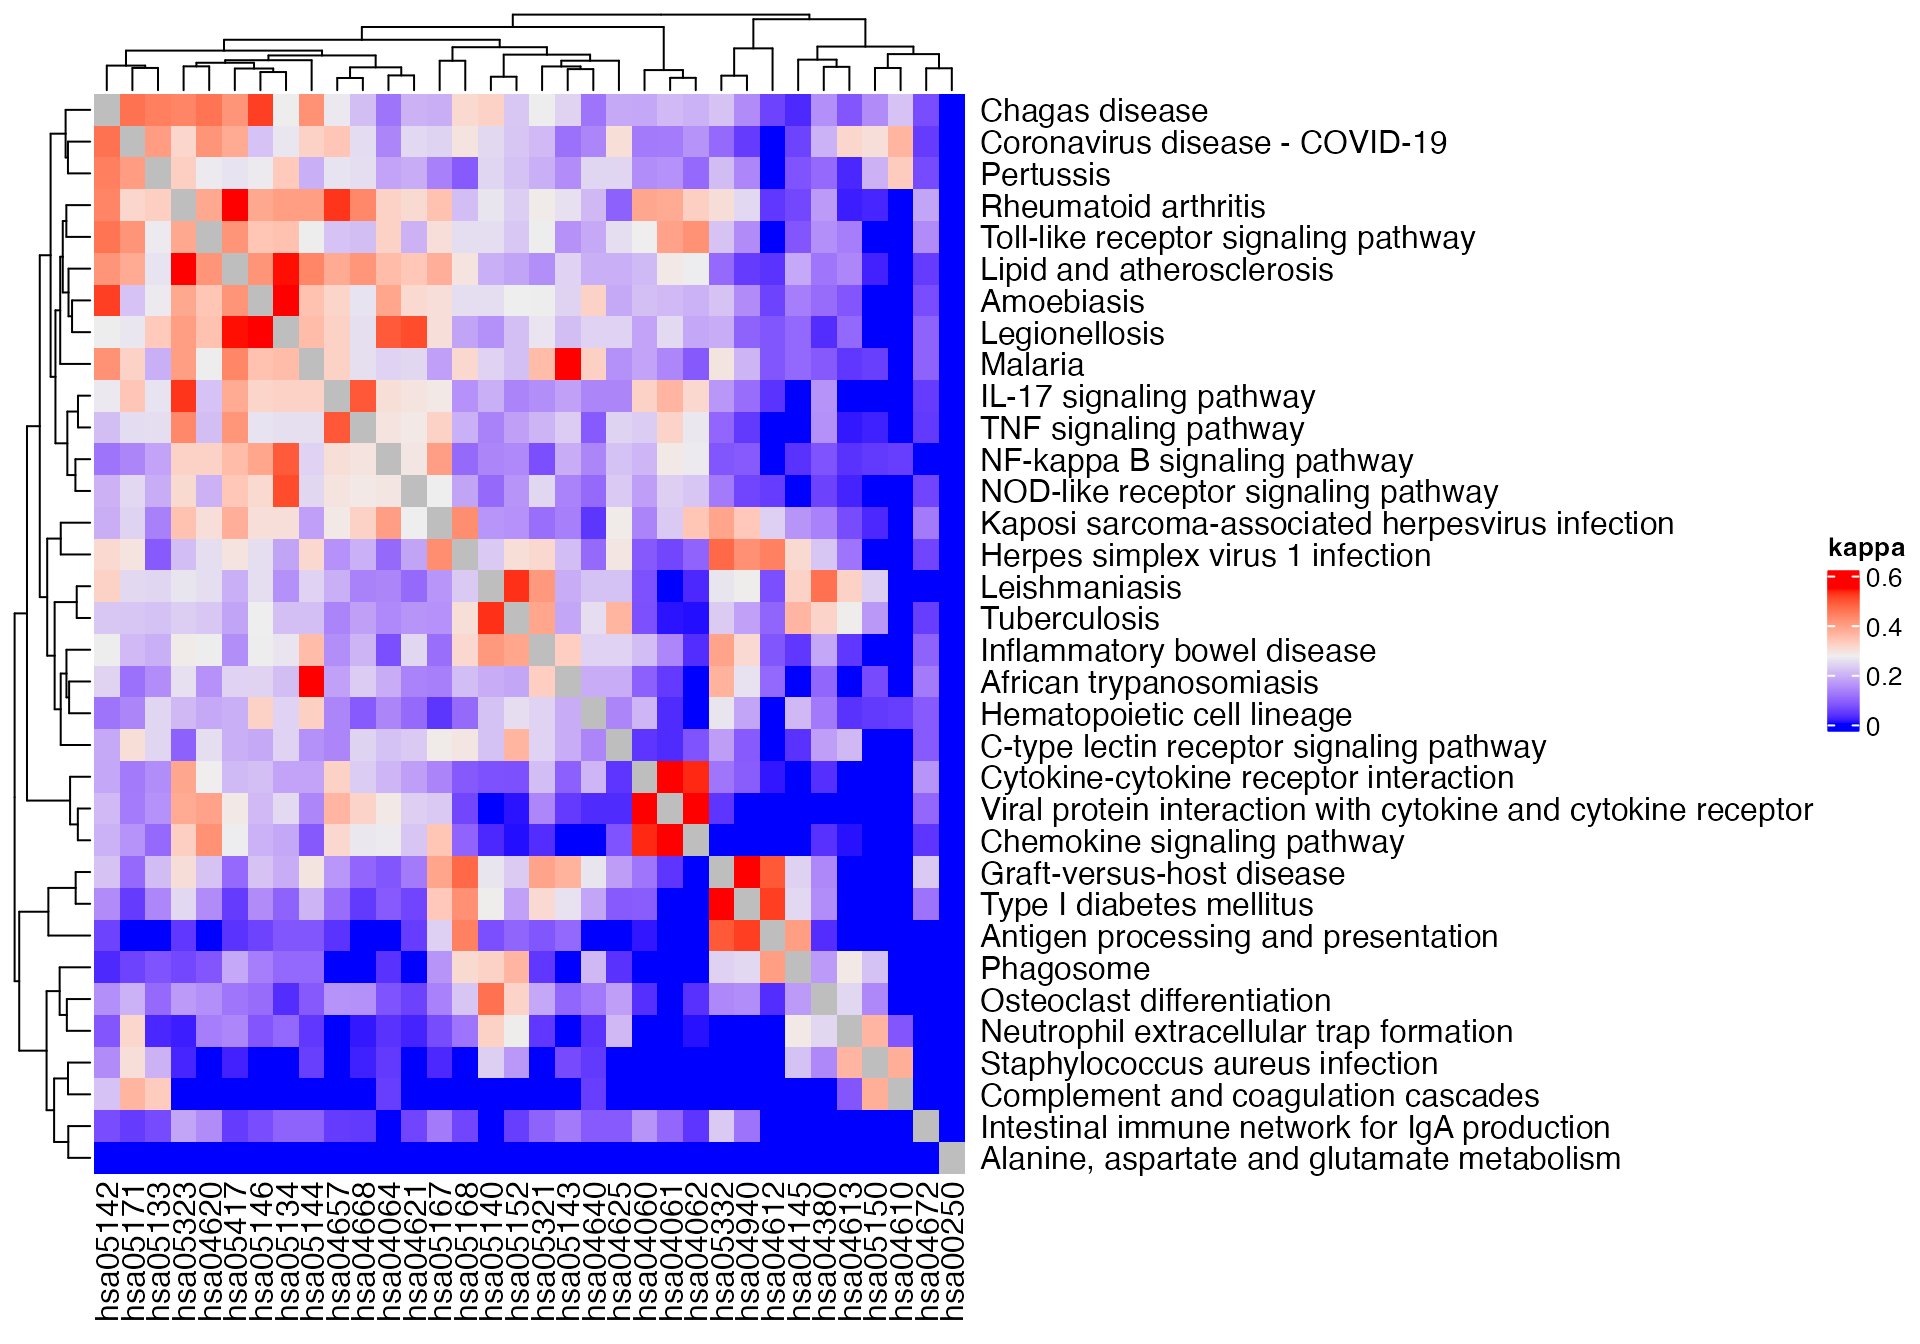 Chagas disease
Coronavirus disease - COVID-19
Pertussis
Rheumatoid arthritis
Toll-like receptor signaling pathway
Lipid and atherosclerosis
Amoebiasis
Legionellosis
Malaria
IL-17 signaling pathway
TNF signaling pathway
NF-kappa B signaling pathway
NOD-like receptor signaling pathway
Kaposi sarcoma-associated herpesvirus infection
Herpes simplex virus 1 infection
Leishmaniasis
Tuberculosis
Inflammatory bowel disease
African trypanosomiasis
Hematopoietic cell lineage
C-type lectin receptor signaling pathway
Cytokine-cytokine receptor interaction
Viral protein interaction with cytokine and cytokine receptor
Chemokine signaling pathway
Graft-versus-host disease
Type I diabetes mellitus
Antigen processing and presentation
Phagosome
Osteoclast differentiation
Neutrophil extracellular trap formation
Staphylococcus aureus infection
Complement and coagulation cascades
Intestinal immune network for IgA production
Alanine, aspartate and glutamate metabolism
kappa
0.6
0.4
0.2
0
hsa05142
hsa05171
hsa05133
hsa05323
hsa04620
hsa05417
hsa05146
hsa05134
hsa05144
hsa04657
hsa04668
hsa04064
hsa04621
hsa05167
hsa05168
hsa05140
hsa05152
hsa05321
hsa05143
hsa04640
hsa04625
hsa04060
hsa04061
hsa04062
hsa05332
hsa04940
hsa04612
hsa04145
hsa04380
hsa04613
hsa05150
hsa04610
hsa04672
hsa00250